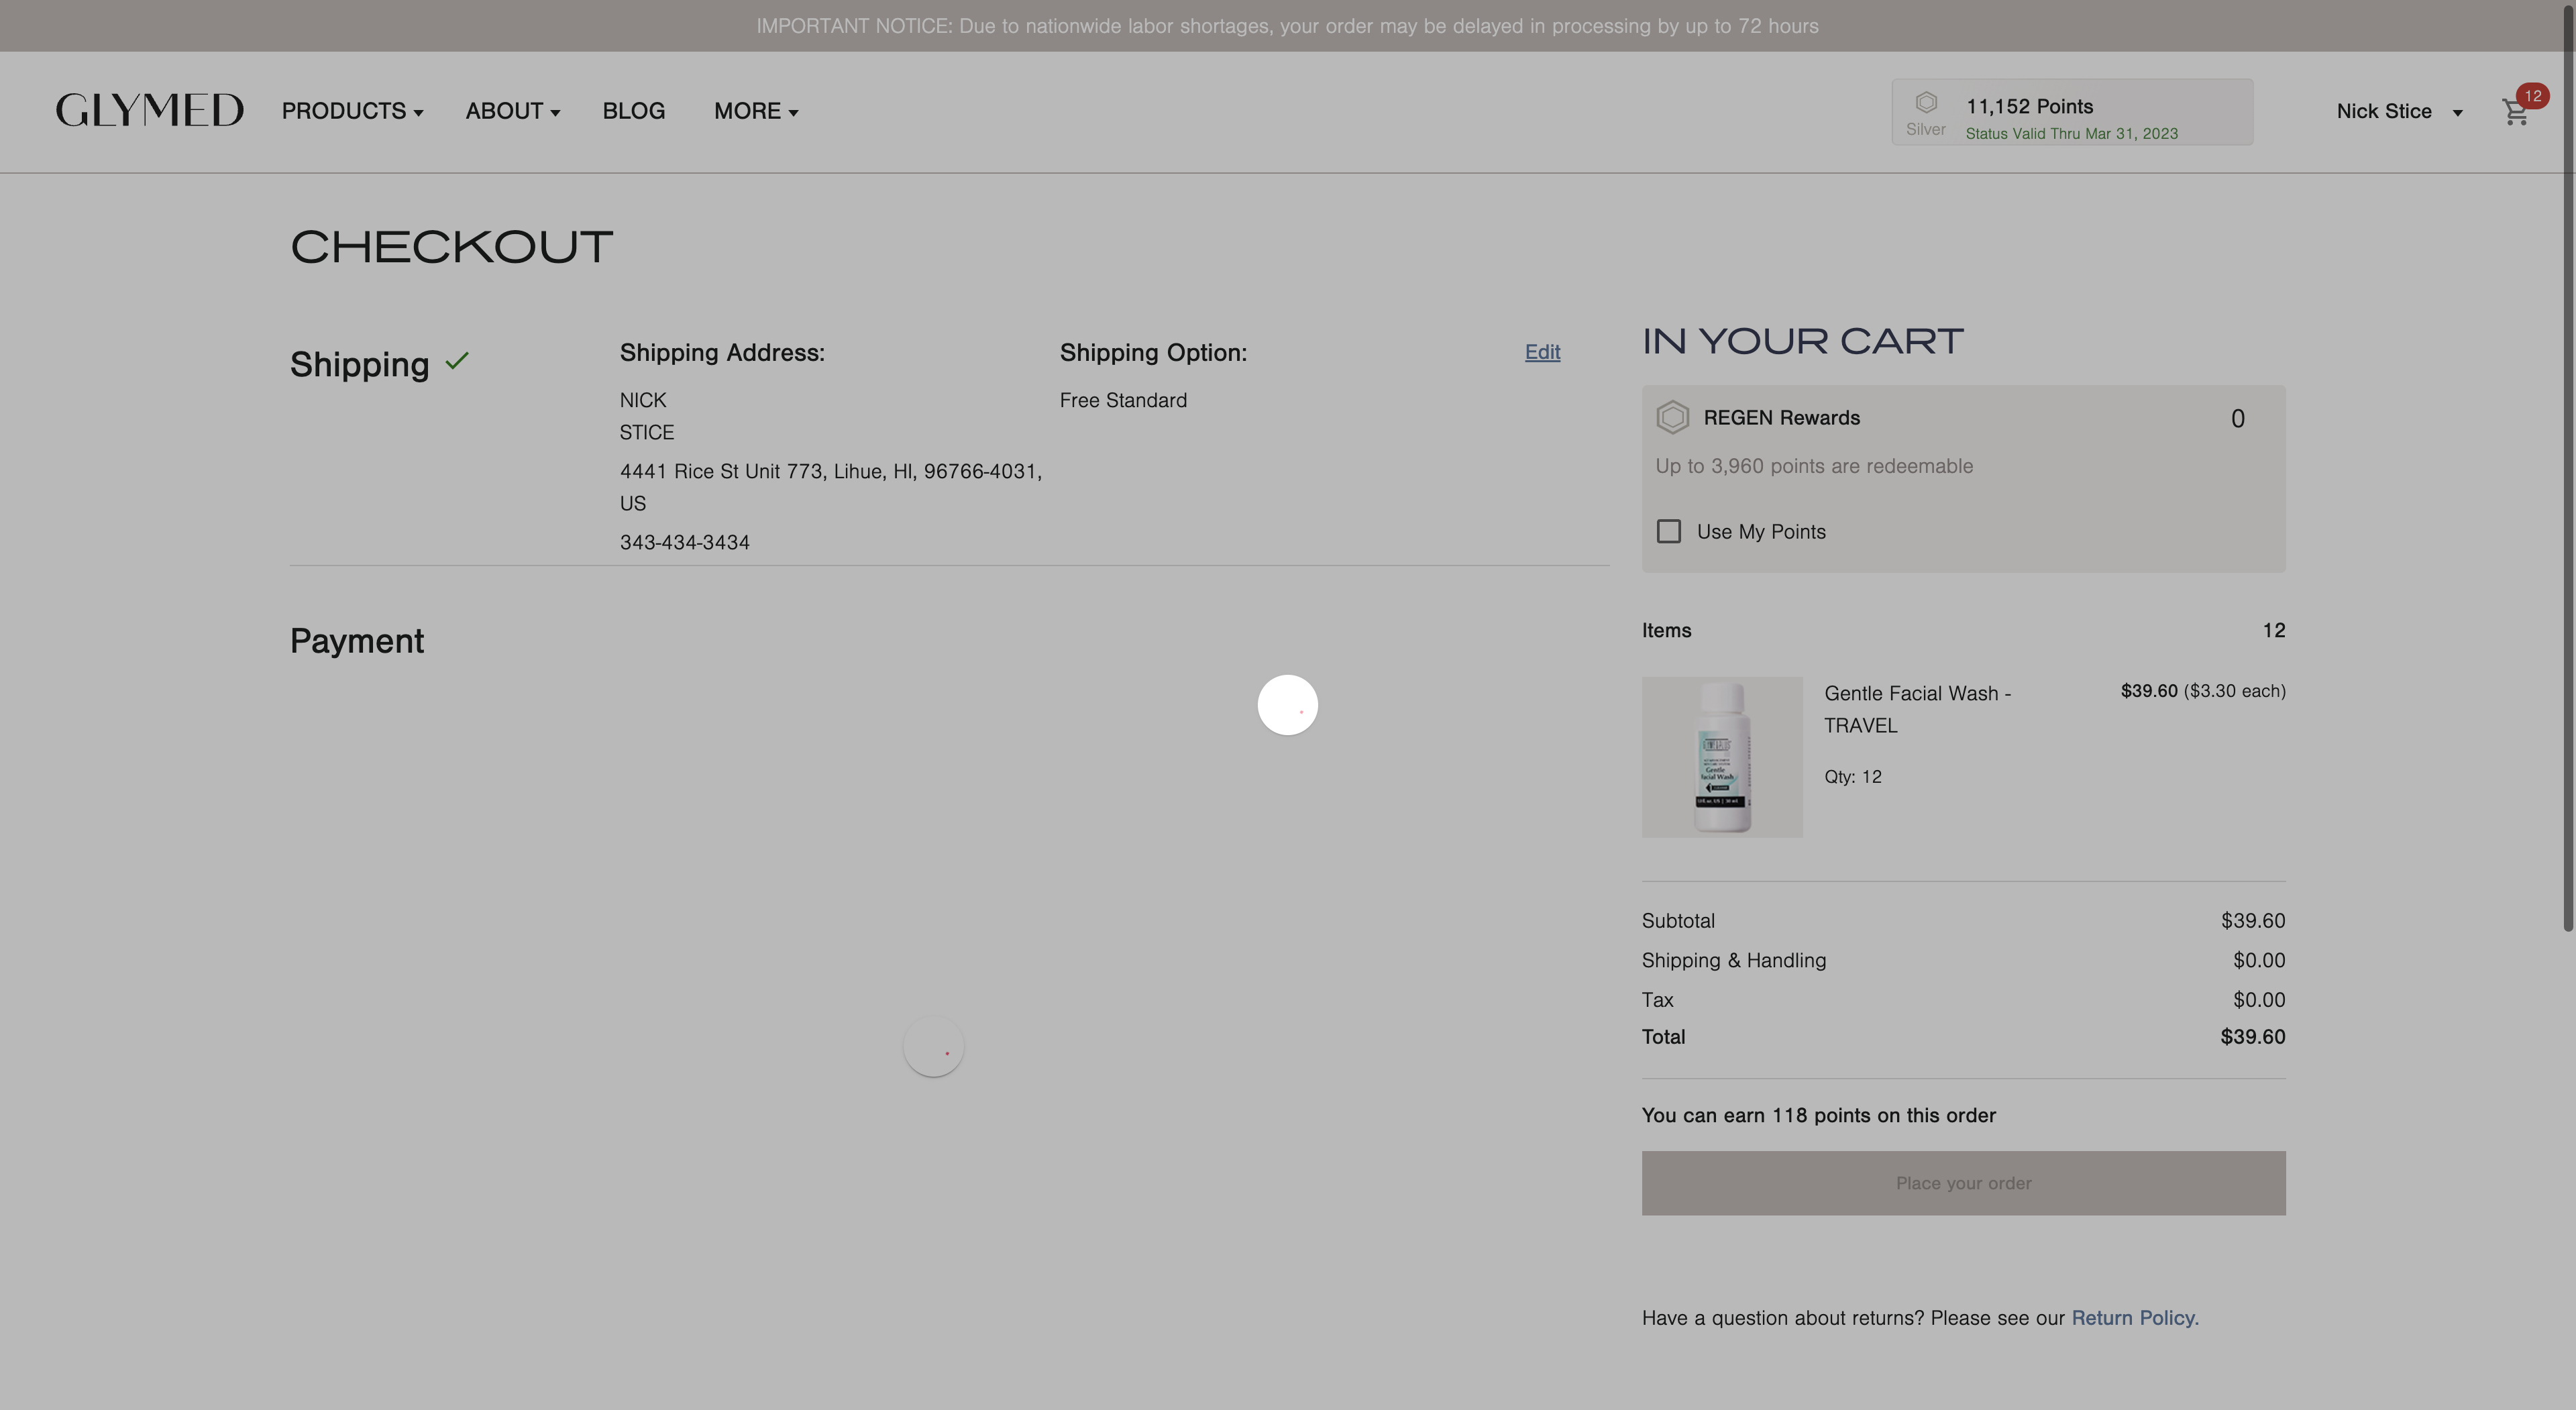 IMPORTANT NOTICE: Due to nationwide labor shortages, your order may be delayed in processing by up to 72 hours
GLYMED
PRODUCTS
ABOUT
BLOG
MORE
Silver
11,152 Points
Status Valid Thru Mar 31, 2023
Nick Stice
12
CHECKOUT
Shipping
Shipping Address:
NICK
STICE
4441 Rice St Unit 773, Lihue, HI, 96766-4031,
US
343-434-3434
Shipping Option:
Free Standard
Edit
Payment
IN YOUR CART
REGEN Rewards 0
Up to 3,960 points are redeemable
Use My Points
Items 12
Gentle
Facial Wash
Gentle Facial Wash -
TRAVEL
Qty: 12
$39.60 ($3.30 each)
Subtotal $39.60
Shipping & Handling $0.00
Tax $0.00
Total $39.60
You can earn 118 points on this order
Place your order
Have a question about returns? Please see our Return Policy.